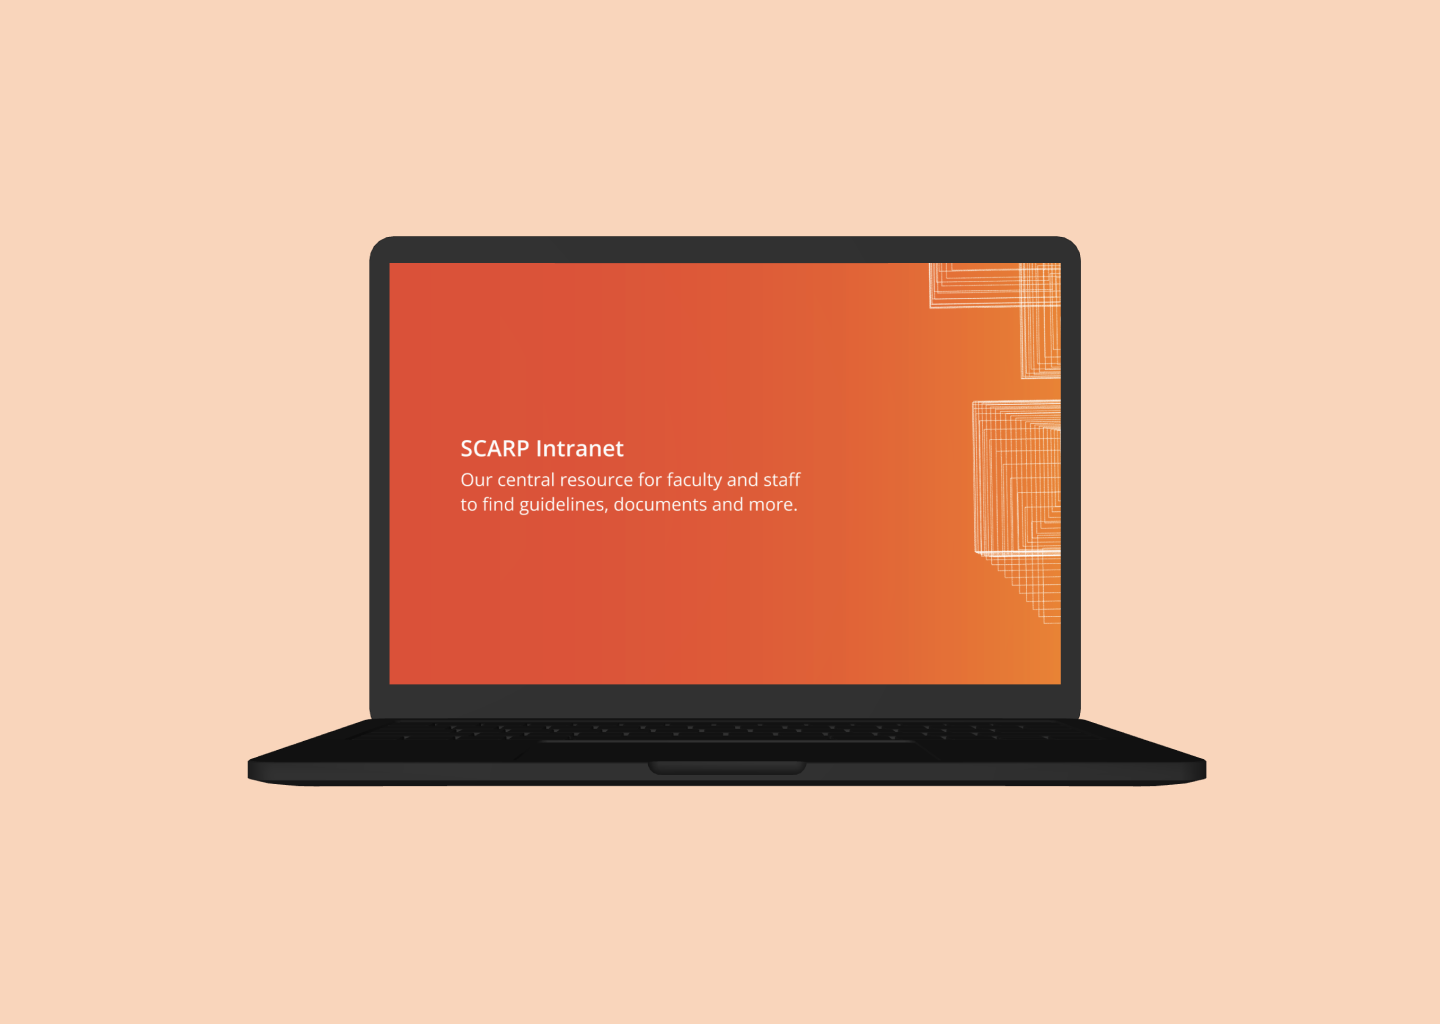 SCARP Intranet
Our central resource for faculty and staff
to find guidelines, documents and more.